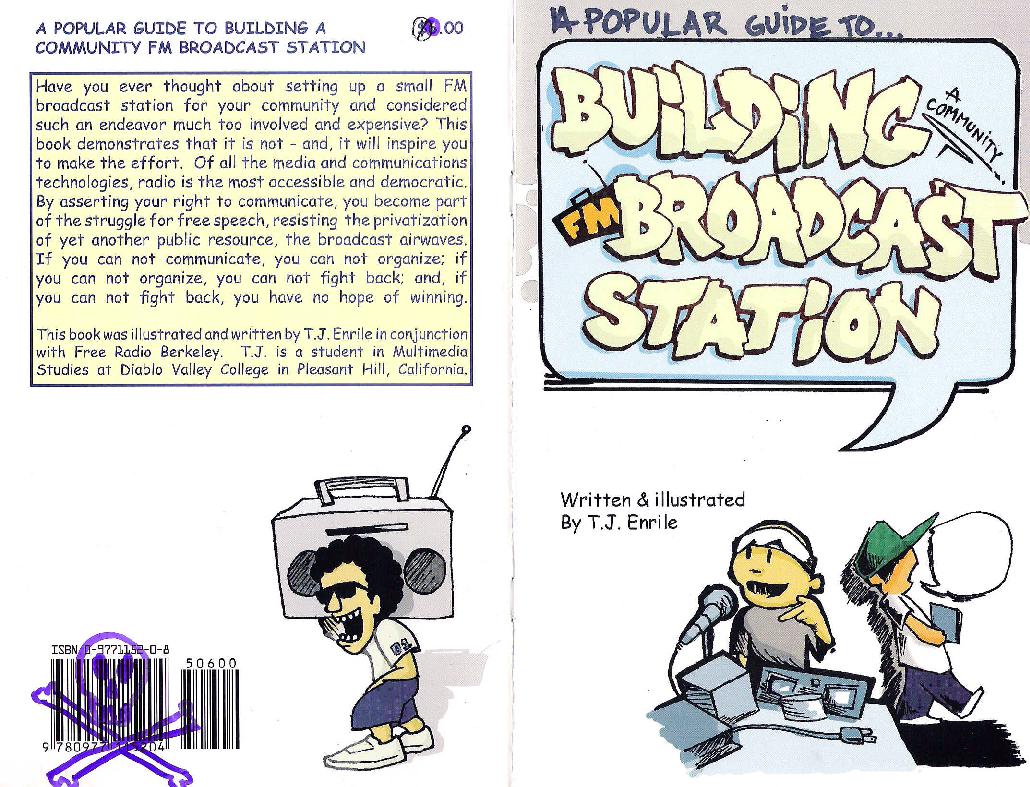 A POPULAR GUIDE TO BUILDING A
COMMUNITY FM BROADCAST STATION
.00
Have you ever thought about setting up a small FM
broadcast station for your community and considered
such an endeavor much too involved and expensive? This
book demonstrates that it is not - and, it will inspire you
to make the effort. Of all the media and communications
technologies, radio is the most accessible and democratic.
By asserting your right to communicate, you become part
of the struggle for free speech, resisting the privatization
of yet another public resource, the broadcast airwaves.
If you can not communicate, you can not organize; if
you can not organize, you can not fight back; and, if
you can not fight back, you have no hope of winning.
This book was illustrated and written by T.J. Enrile in conjunction
with Free Radio Berkeley. T.J. is a student in Multimedia
Studies at Diablo Valley College in Pleasant Hill, California.
ISBN 0-9771152-0-8
50600
A POPULAR GUIDE TO...
BUILDING
A COMMUNITY
FM BROADCAST
STATION
Written & illustrated
By T.J. Enrile